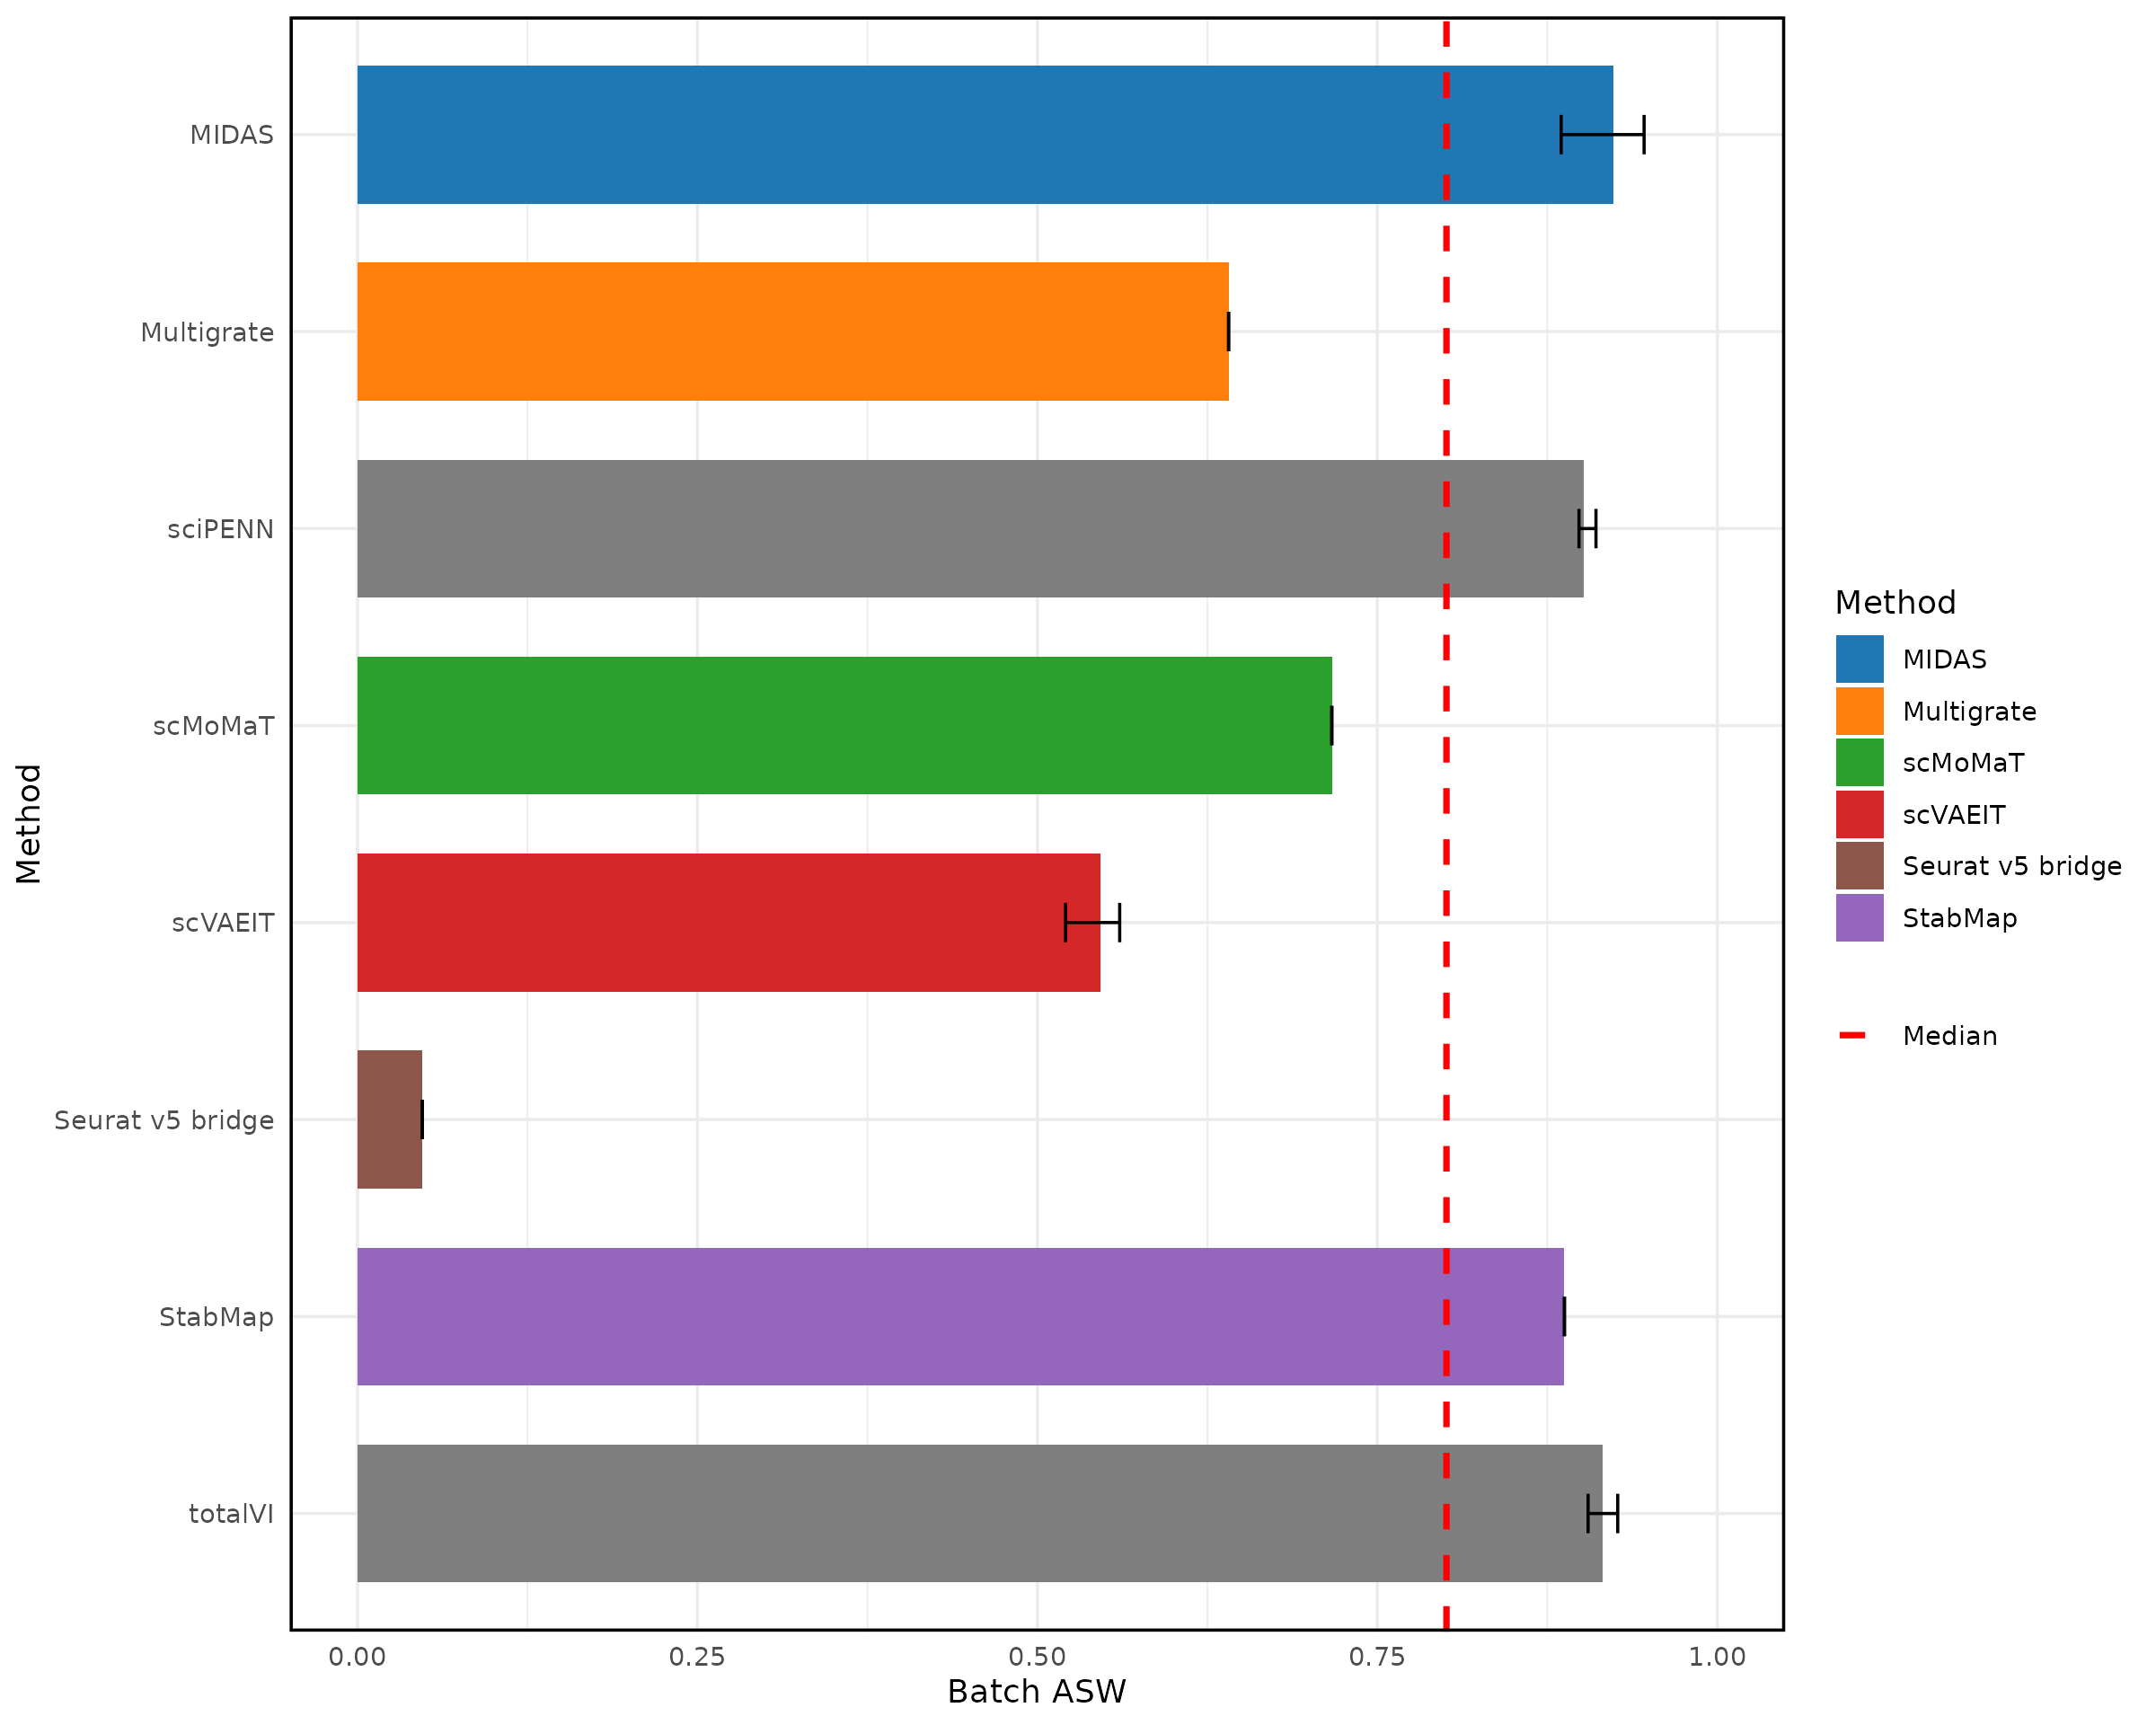 Method
MIDAS
Multigrate
sciPENN
scMoMaT
scVAEIT
Seurat v5 bridge
StabMap
totalVI
0.00 0.25 0.50 0.75 1.00
Batch ASW
Method
MIDAS
Multigrate
scMoMaT
scVAEIT
Seurat v5 bridge
StabMap
Median